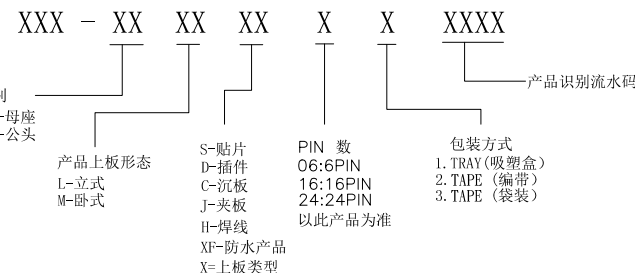 XXX-XX XX XX X X XXXX
产品识别流水码
别
-母座
-公头
产品上板形态
L-立式
M-卧式
S-贴片
D-插件
C-沉板
J-夹板
H-焊线
XF-防水产品
X=上板类型
PIN 数
06:6PIN
16:16PIN
24:24PIN
以此产品为准
包装方式
1. TRAY(吸塑盒)
2. TAPE (编带)
3. TAPE (袋装)